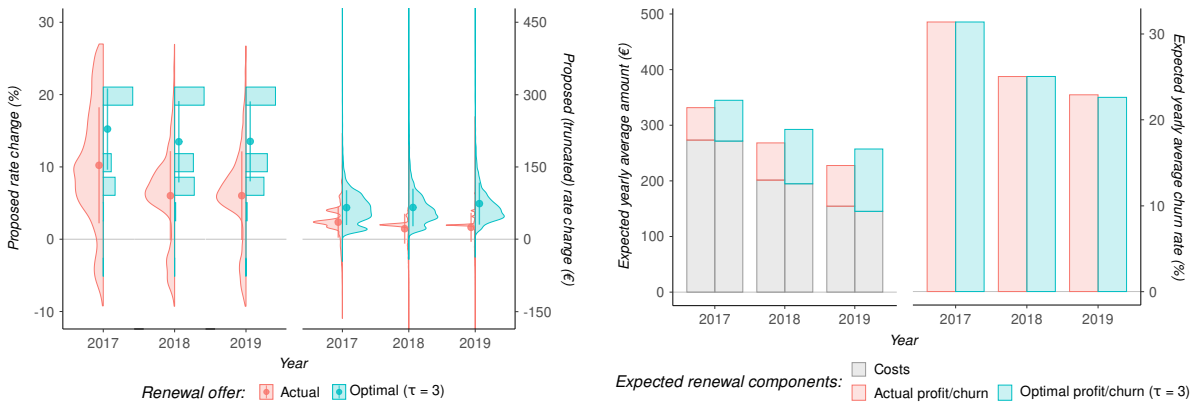 Proposed rate change (%)
30
20
10
0
-10
2017
2018
2019
2017
2018
2019
Year
450
300
150
0
-150
Proposed (truncated) rate change (€)
Renewal offer:
Actual
Optimal (τ = 3)
Expected yearly average amount (€)
500
400
300
200
100
0
2017
2018
2019
2017
2018
2019
Year
30
20
10
0
Expected yearly average churn rate (%)
Expected renewal components:
Costs
Actual profit/churn
Optimal profit/churn (τ = 3)